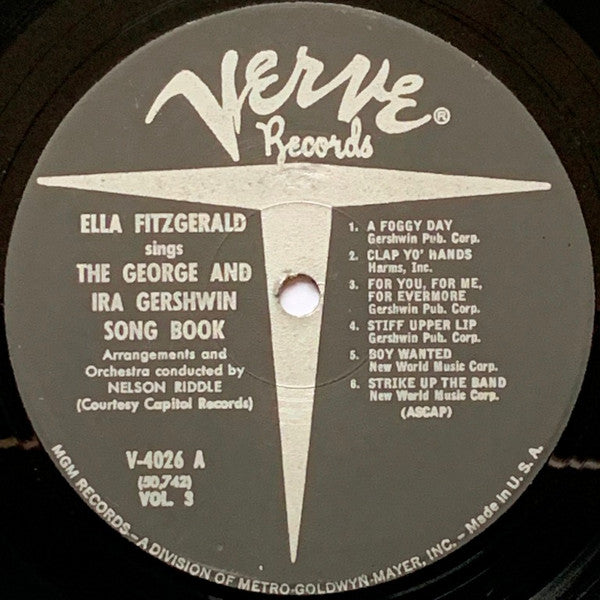 Verve®
Records
ELLA FITZGERALD
sings
THE GEORGE AND
IRA GERSHWIN
SONG BOOK
Arrangements and
Orchestra conducted by
NELSON RIDDLE
(Courtesy Capitol Records)
V-4026 A
(50,742)
VOL. 3
1. A FOGGY DAY
Gershwin Pub. Corp.
2. CLAP YO' HANDS
Harms, Inc.
3. FOR YOU, FOR ME,
FOR EVERMORE
Gershwin Pub. Corp.
4. STIFF UPPER LIP
Gershwin Pub. Corp.
5. BOY WANTED
New World Music Corp.
6. STRIKE UP THE BAND
New World Music Corp.
(ASCAP)
MGM RECORDS—A DIVISION OF METRO-GOLDWYN-MAYER, INC. – Made in U. S. A.